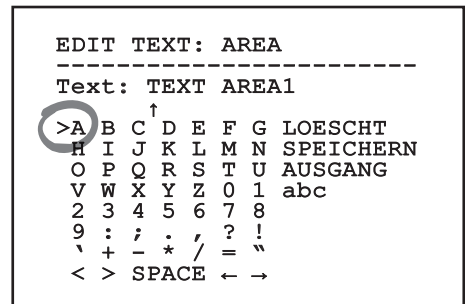 EDIT TEXT: AREA
-------------------------
Text: TEXT AREA1
↑
>A B C D E F G LOESCHT
H I J K L M N SPEICHERN
O P Q R S T U AUSGANG
V W X Y Z 0 1 abc
2 3 4 5 6 7 8
9 : ; . , ? !
‛ + - * / = ‟
< > SPACE ← →